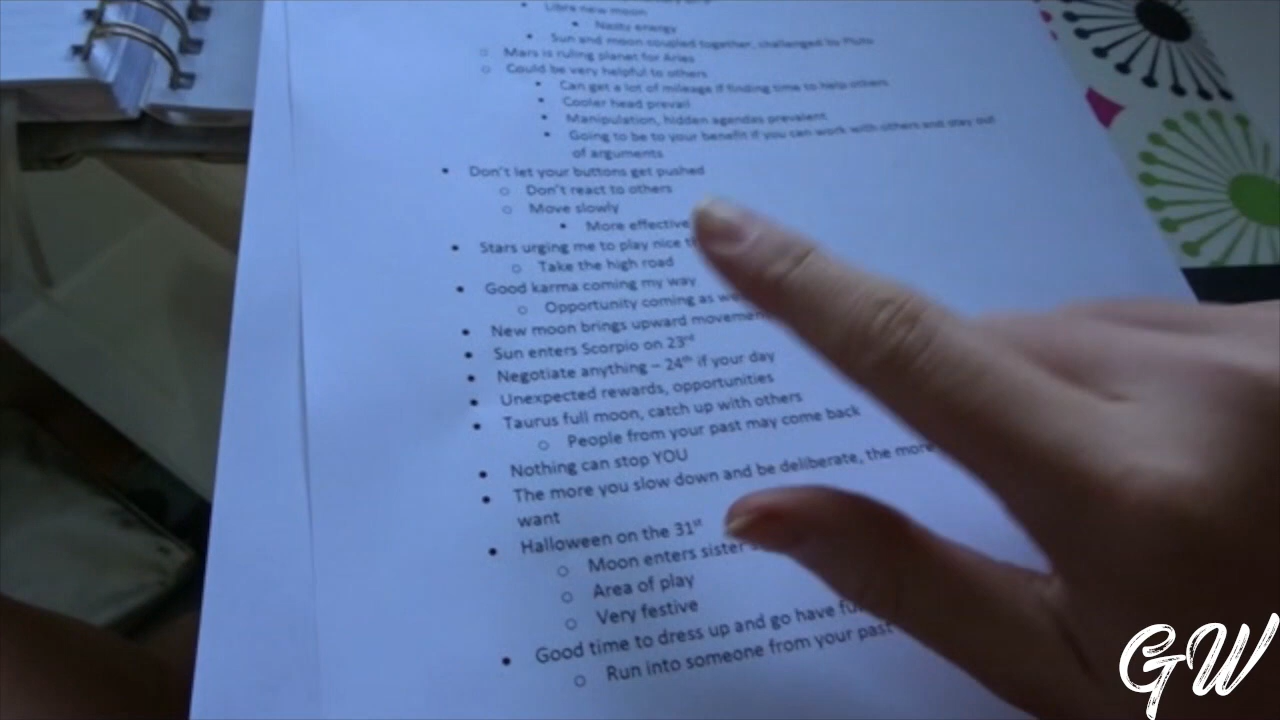 Libra new moon
Nasty energy
Sun and moon coupled together, challenged by Pluto
Mars is ruling planet for Aries
Could be very helpful to others
Can get a lot of mileage if finding time to help others
Cooler head prevail
Manipulation, hidden agendas prevalent
Going to be to your benefit if you can work with others and stay out
of arguments
Don't let your buttons get pushed
Don't react to others
Move slowly
More effective
Stars urging me to play nice
Take the high road
Good karma coming my way
Opportunity coming as
New moon brings upward
Sun enters Scorpio on 23rd
Negotiate anything – 24th if your day
Unexpected rewards, opportunities
Taurus full moon, catch up with others
People from your past may come back
Nothing can stop YOU
The more you slow down and be deliberate, the more
want
Halloween on the 31st
Moon enters sister
Area of play
Very festive
Good time to dress up and go have
Run into someone from your past
GW